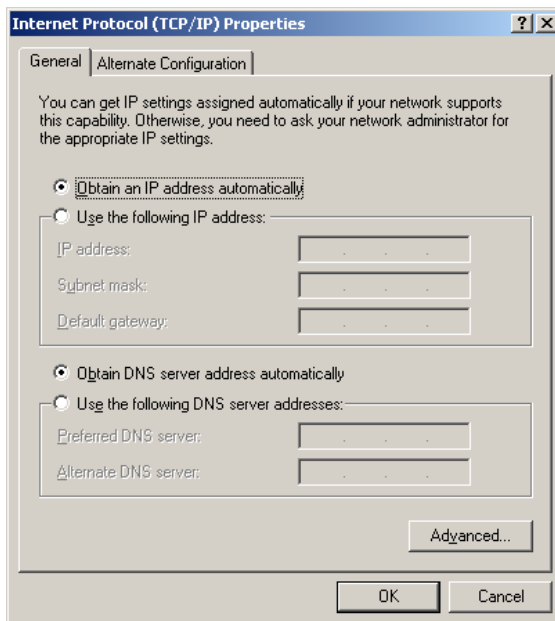 Internet Protocol (TCP/IP) Properties
General
Alternate Configuration
You can get IP settings assigned automatically if your network supports
this capability. Otherwise, you need to ask your network administrator for
the appropriate IP settings.
Obtain an IP address automatically
Use the following IP address:
IP address:
Subnet mask:
Default gateway:
Obtain DNS server address automatically
Use the following DNS server addresses:
Preferred DNS server:
Alternate DNS server:
Advanced...
OK
Cancel